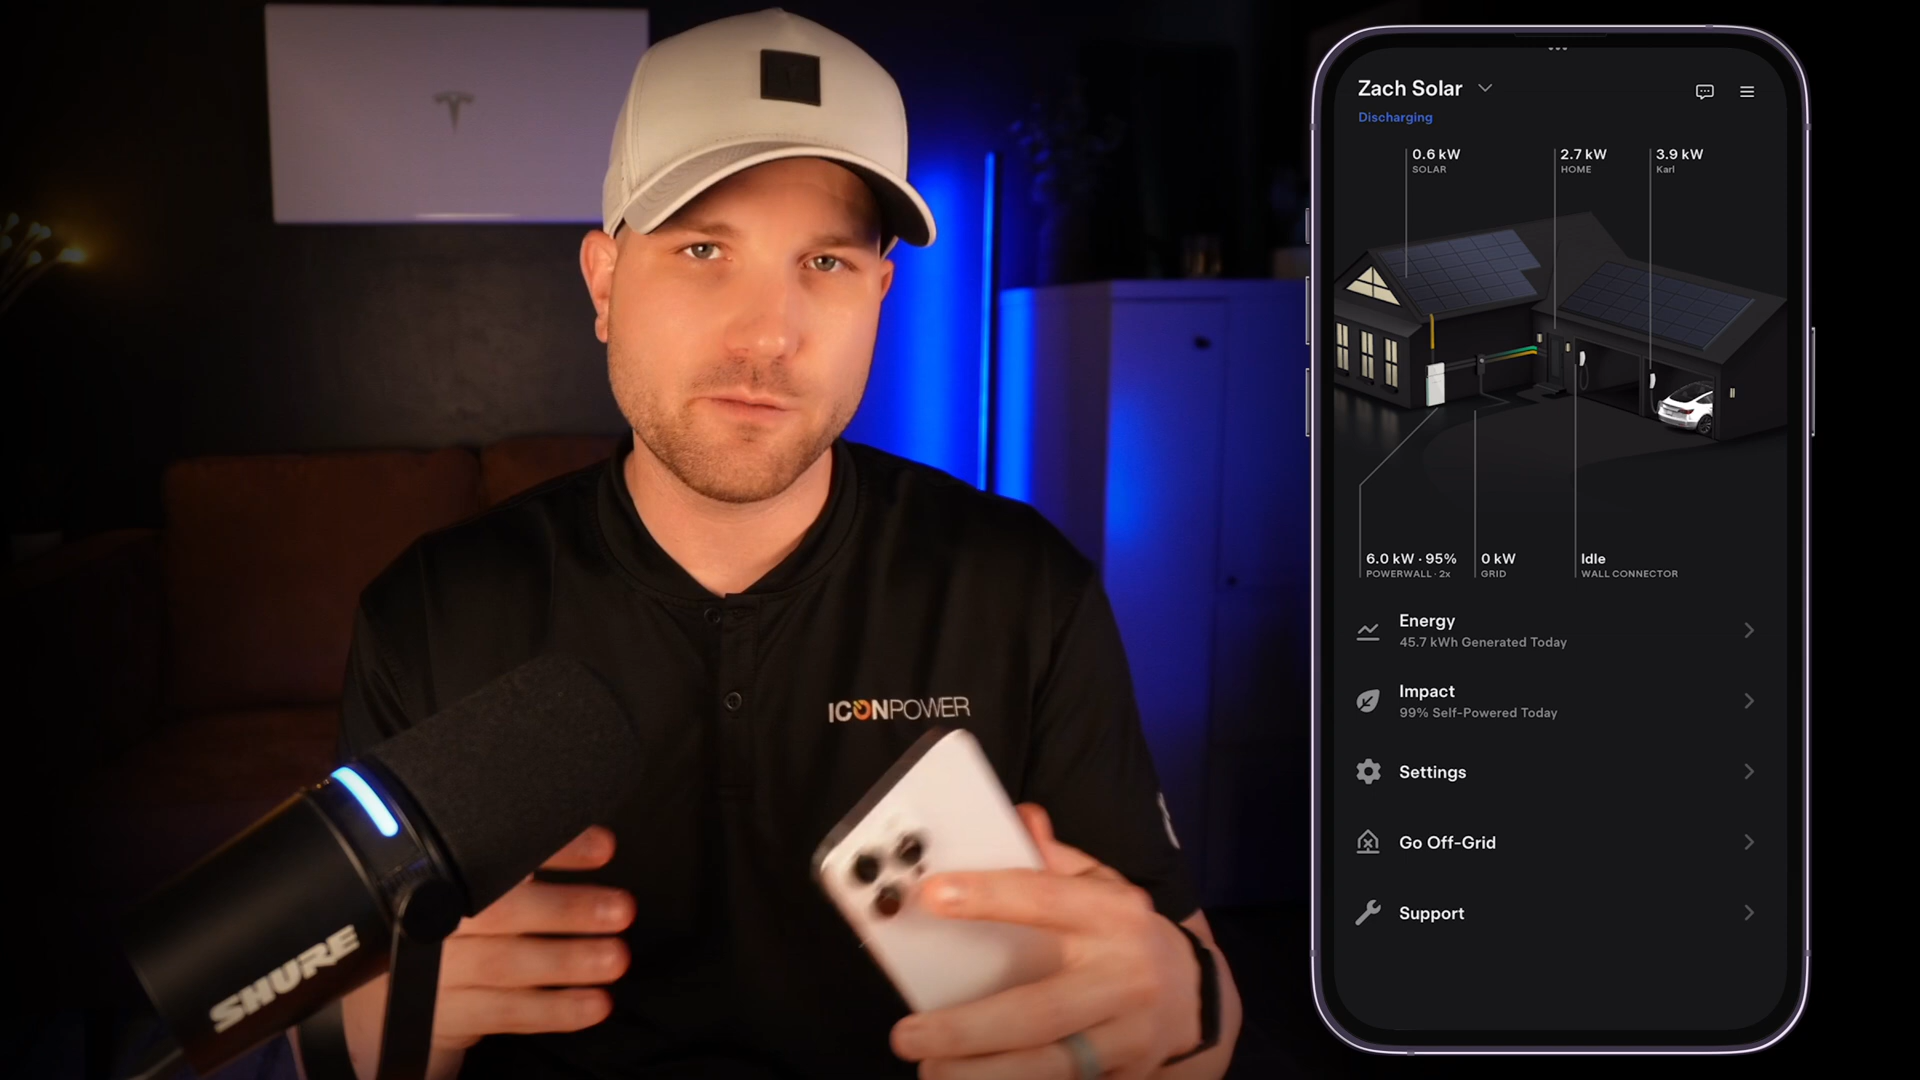 ICONPOWER
SHURE
Zach Solar
Discharging
0.6 kW
SOLAR
2.7 kW
HOME
3.9 kW
Karl
6.0 kW · 95%
POWERWALL · 2x
0 kW
GRID
Idle
WALL CONNECTOR
Energy
45.7 kWh Generated Today
Impact
99% Self-Powered Today
Settings
Go Off-Grid
Support